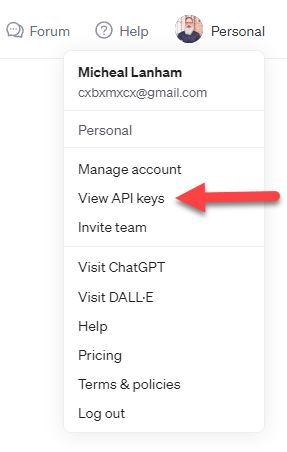 Forum Help Personal
Micheal Lanham
cxbxmxcx@gmail.com
Personal
Manage account
View API keys
Invite team
Visit ChatGPT
Visit DALL·E
Help
Pricing
Terms & policies
Log out